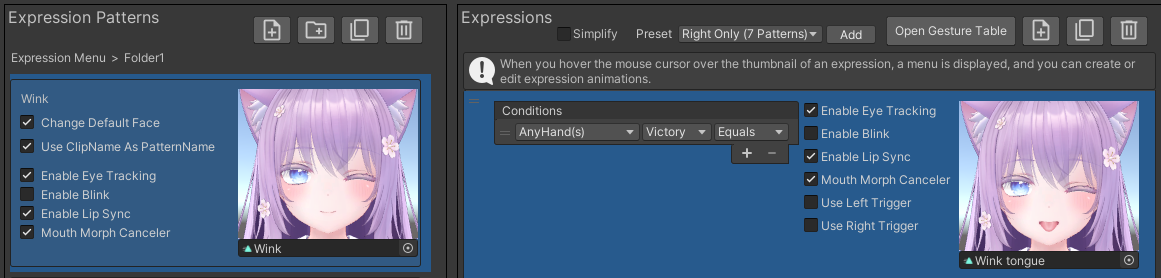 Expression Patterns
Expression Menu > Folder1
Wink
Change Default Face
Use ClipName As PatternName
Enable Eye Tracking
Enable Blink
Enable Lip Sync
Mouth Morph Canceler
Wink
Expressions
Simplify Preset Right Only (7 Patterns) Add Open Gesture Table
When you hover the mouse cursor over the thumbnail of an expression, a menu is displayed, and you can create or
edit expression animations.
Conditions
AnyHand(s) Victory Equals
+ −
Enable Eye Tracking
Enable Blink
Enable Lip Sync
Mouth Morph Canceler
Use Left Trigger
Use Right Trigger
Wink tongue